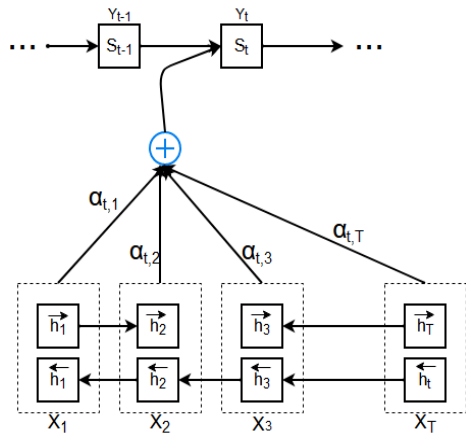 Yt-1 Yt
... St-1 St ...
+
αt,1 αt,2 αt,3 αt,T
→h1 →h2 →h3 →hT
←h1 ←h2 ←h3 ←ht
X1 X2 X3 XT